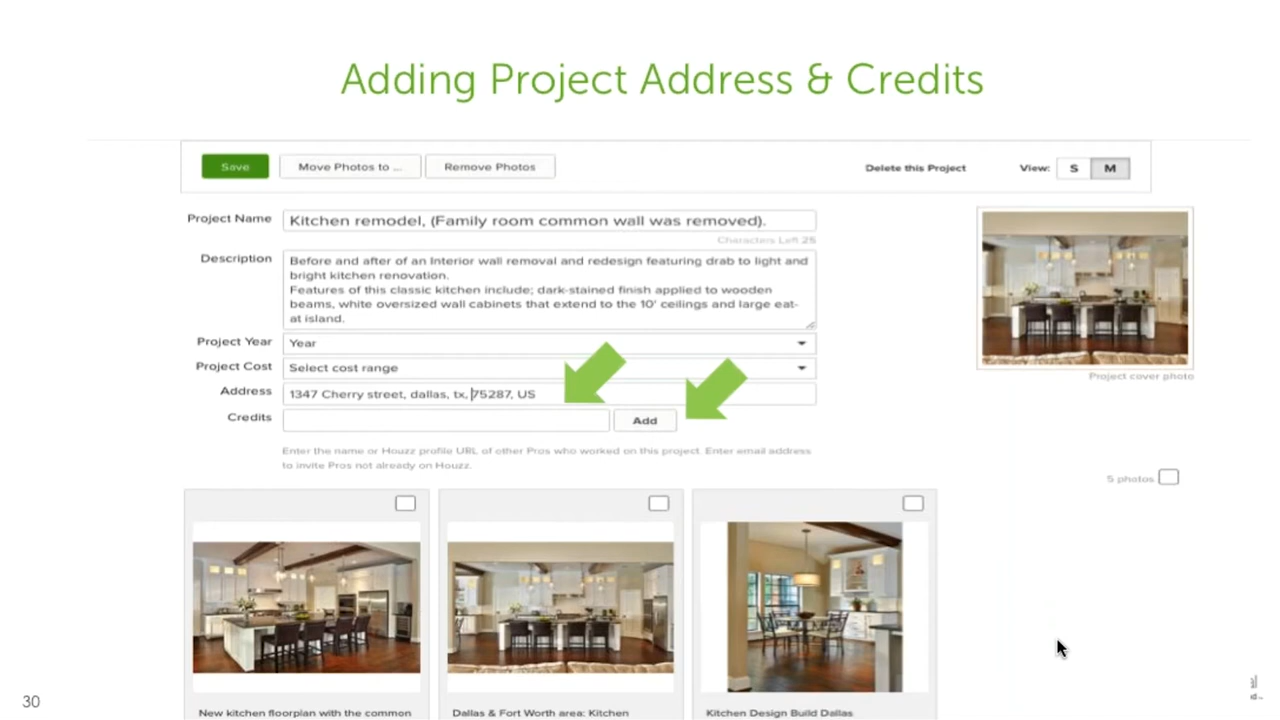 Adding Project Address & Credits
Save
Move Photos to ...
Remove Photos
Delete this Project
View:
S
M
Project Name
Kitchen remodel, (Family room common wall was removed).
Characters Left 25
Description
Before and after of an Interior wall removal and redesign featuring drab to light and
bright kitchen renovation.
Features of this classic kitchen include; dark-stained finish applied to wooden
beams, white oversized wall cabinets that extend to the 10' ceilings and large eat-
at island.
Project Year
Year
Project Cost
Select cost range
Address
1347 Cherry street, dallas, tx, 75287, US
Credits
Add
Enter the name or Houzz profile URL of other Pros who worked on this project. Enter email address
to invite Pros not already on Houzz.
Project cover photo
5 photos
New kitchen floorplan with the common
Dallas & Fort Worth area: Kitchen
Kitchen Design Build Dallas
30